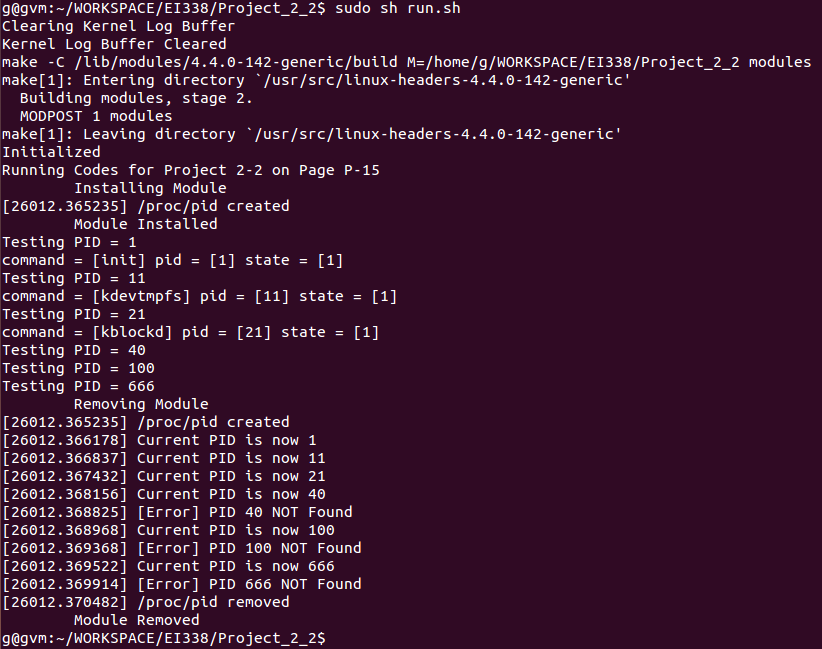 g@gvm:~/WORKSPACE/EI338/Project_2_2$ sudo sh run.sh
Clearing Kernel Log Buffer
Kernel Log Buffer Cleared
make -C /lib/modules/4.4.0-142-generic/build M=/home/g/WORKSPACE/EI338/Project_2_2 modules
make[1]: Entering directory `/usr/src/linux-headers-4.4.0-142-generic'
  Building modules, stage 2.
  MODPOST 1 modules
make[1]: Leaving directory `/usr/src/linux-headers-4.4.0-142-generic'
Initialized
Running Codes for Project 2-2 on Page P-15
        Installing Module
[26012.365235] /proc/pid created
        Module Installed
Testing PID = 1
command = [init] pid = [1] state = [1]
Testing PID = 11
command = [kdevtmpfs] pid = [11] state = [1]
Testing PID = 21
command = [kblockd] pid = [21] state = [1]
Testing PID = 40
Testing PID = 100
Testing PID = 666
        Removing Module
[26012.365235] /proc/pid created
[26012.366178] Current PID is now 1
[26012.366837] Current PID is now 11
[26012.367432] Current PID is now 21
[26012.368156] Current PID is now 40
[26012.368825] [Error] PID 40 NOT Found
[26012.368968] Current PID is now 100
[26012.369368] [Error] PID 100 NOT Found
[26012.369522] Current PID is now 666
[26012.369914] [Error] PID 666 NOT Found
[26012.370482] /proc/pid removed
        Module Removed
g@gvm:~/WORKSPACE/EI338/Project_2_2$